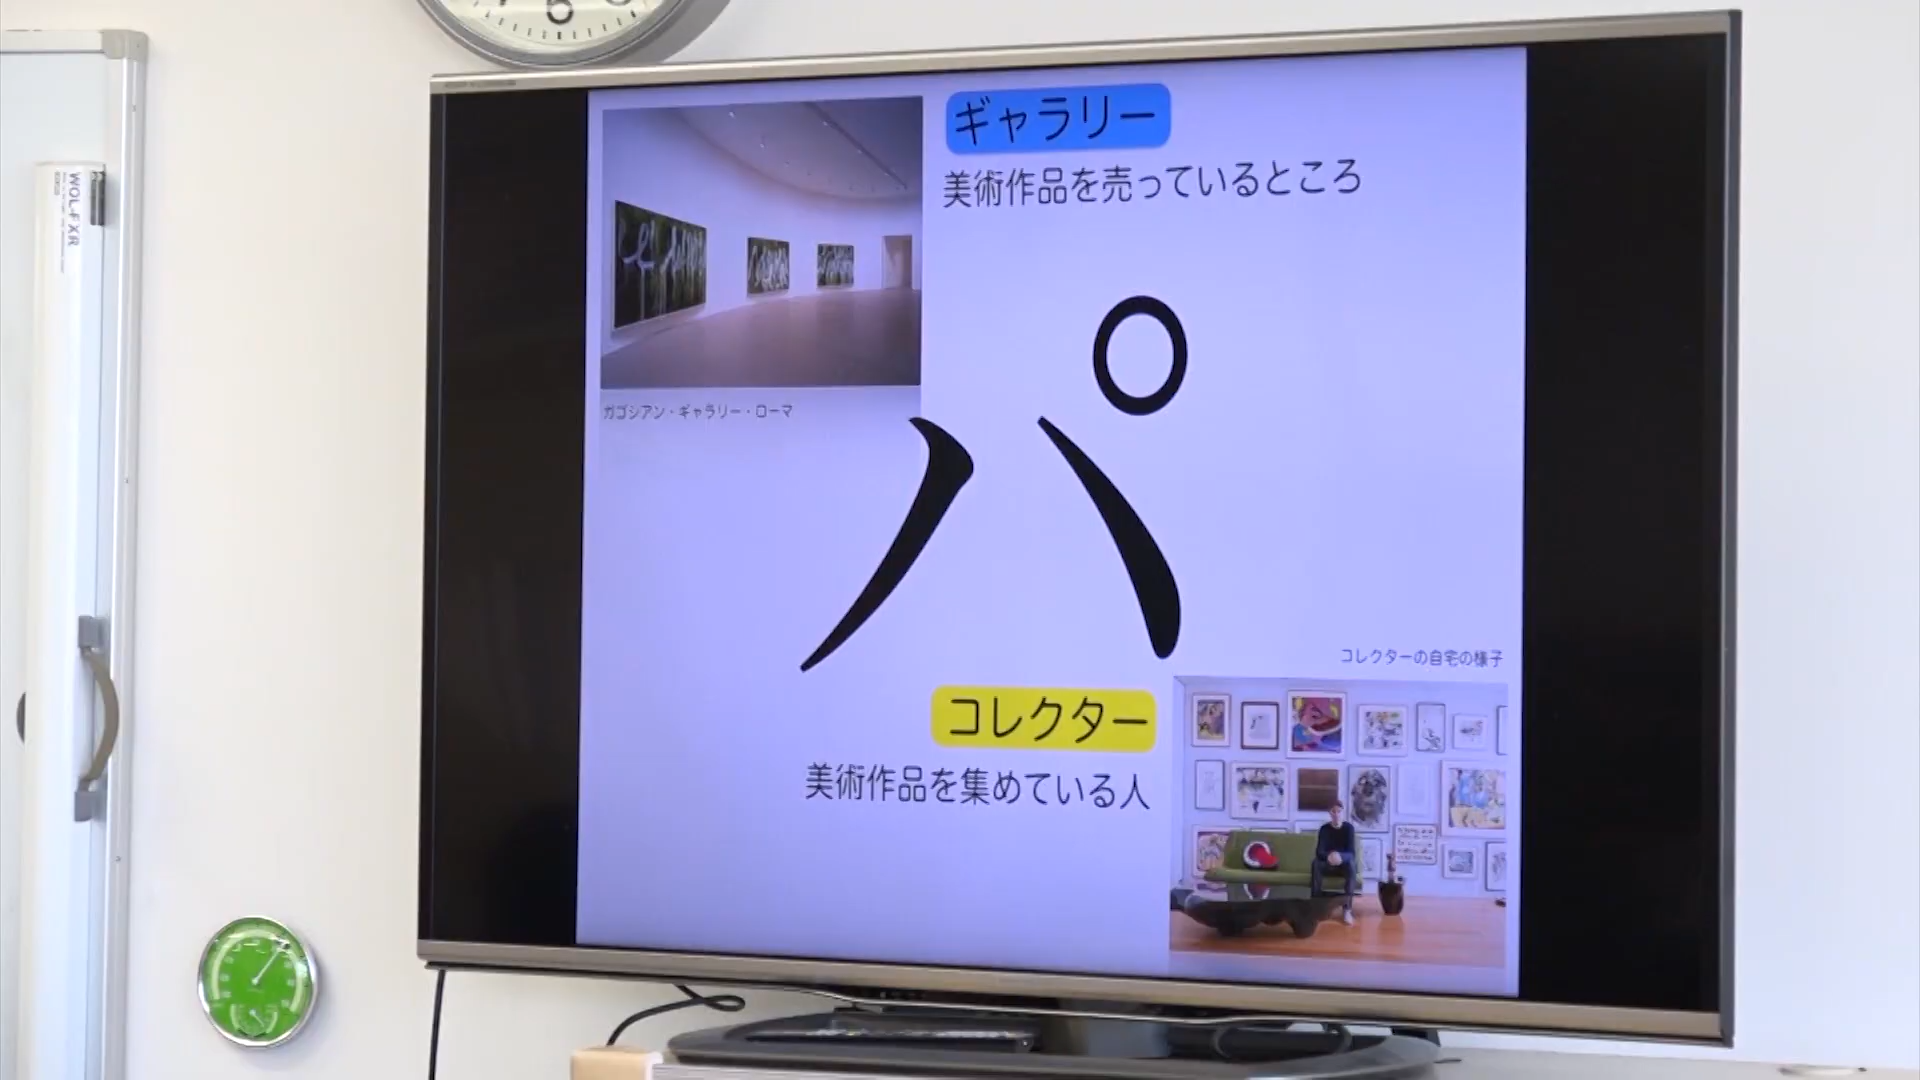 WOL-FXR
6
ギャラリー
美術作品を売っているところ
ガゴシアン・ギャラリー・ローマ
パ
コレクターの自宅の様子
コレクター
美術作品を集めている人